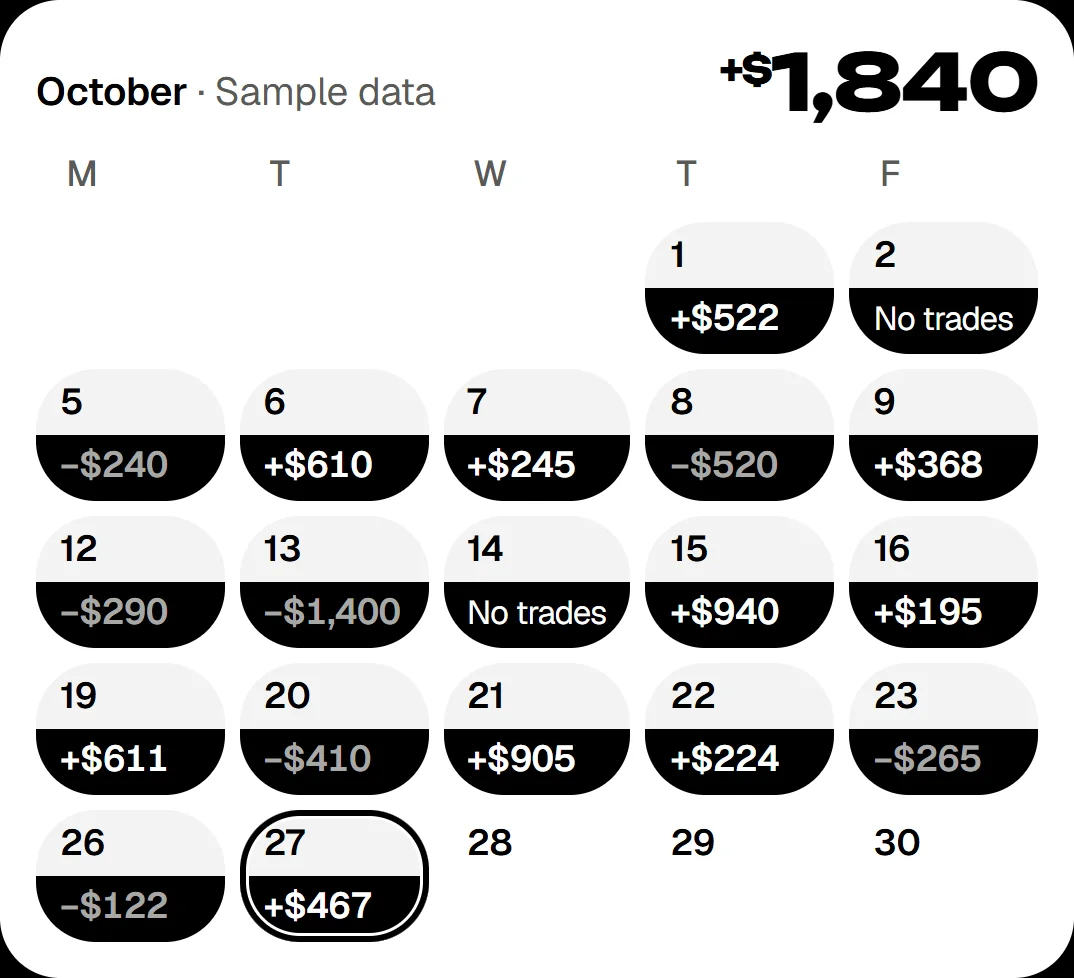 October · Sample data +$1,840
M T W T F
1 2
+$522 No trades
5 6 7 8 9
−$240 +$610 +$245 −$520 +$368
12 13 14 15 16
−$290 −$1,400 No trades +$940 +$195
19 20 21 22 23
+$611 −$410 +$905 +$224 −$265
26 27 28 29 30
−$122 +$467